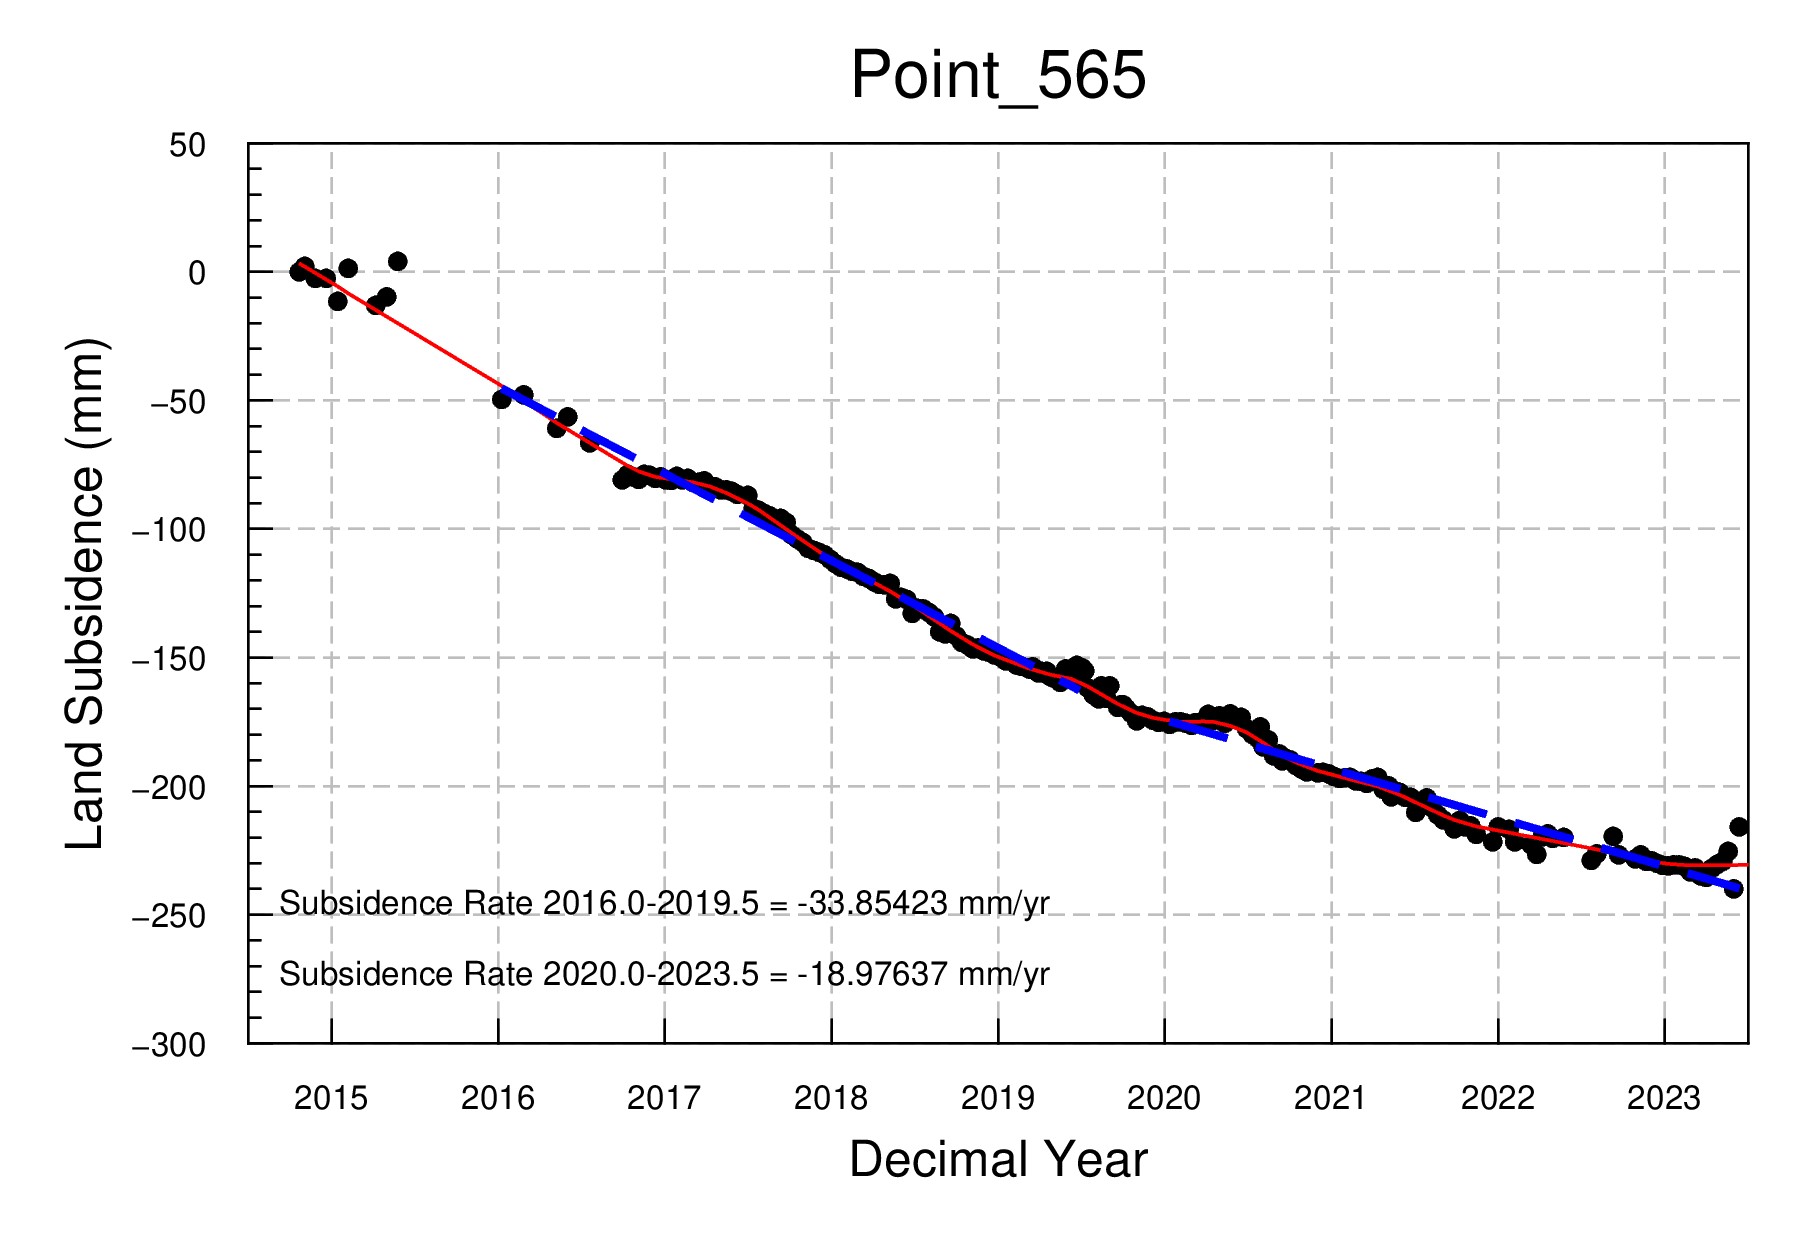 Point_565
50
0
−50
−100
−150
−200
−250
−300
Land Subsidence (mm)
Subsidence Rate 2016.0-2019.5 = -33.85423 mm/yr
Subsidence Rate 2020.0-2023.5 = -18.97637 mm/yr
2015 2016 2017 2018 2019 2020 2021 2022 2023
Decimal Year